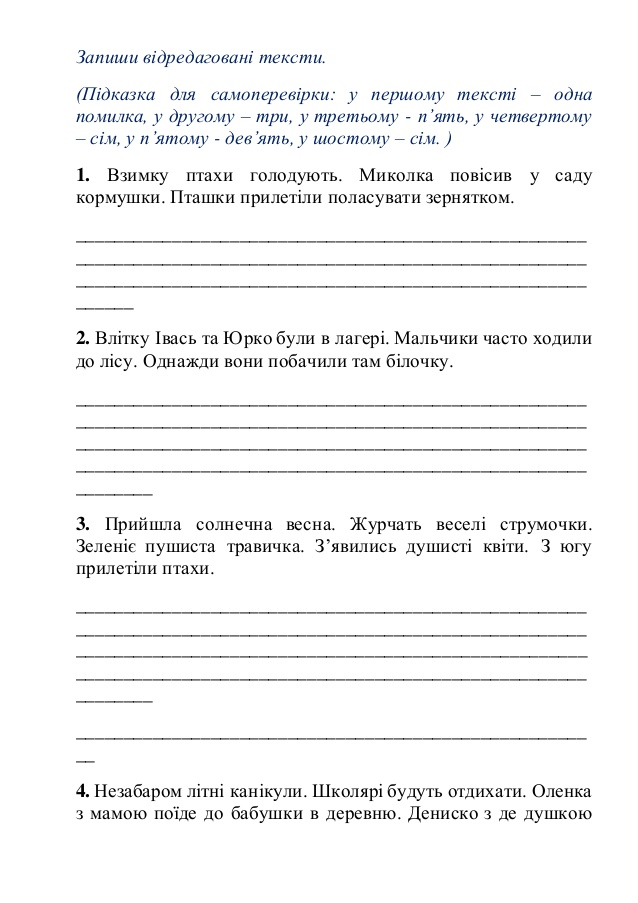 Запиши відредаговані тексти.
(Підказка для самоперевірки: у першому тексті – одна
помилка, у другому – три, у третьому - п’ять, у четвертому
– сім, у п’ятому - дев’ять, у шостому – сім. )
1. Взимку птахи голодують. Миколка повісив у саду
кормушки. Пташки прилетіли поласувати зернятком.
2. Влітку Івась та Юрко були в лагері. Мальчики часто ходили
до лісу. Однажди вони побачили там білочку.
3. Прийшла солнечна весна. Журчать веселі струмочки.
Зеленіє пушиста травичка. З’явились душисті квіти. З югу
прилетіли птахи.
4. Незабаром літні канікули. Школярі будуть отдихати. Оленка
з мамою поїде до бабушки в деревню. Дениско з де душкою